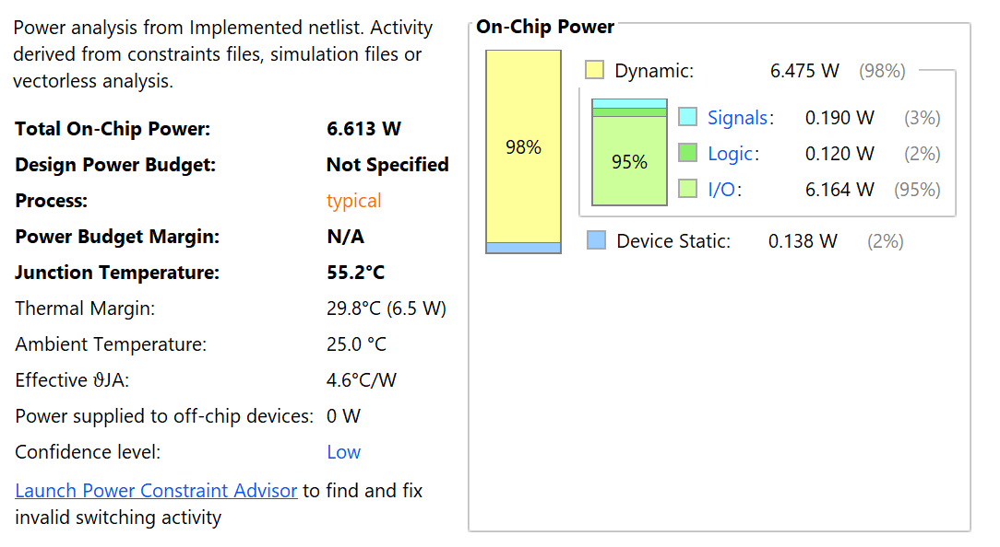 Power analysis from Implemented netlist. Activity
derived from constraints files, simulation files or
vectorless analysis.
Total On-Chip Power: 6.613 W
Design Power Budget: Not Specified
Process: typical
Power Budget Margin: N/A
Junction Temperature: 55.2°C
Thermal Margin: 29.8°C (6.5 W)
Ambient Temperature: 25.0 °C
Effective ϑJA: 4.6°C/W
Power supplied to off-chip devices: 0 W
Confidence level: Low
Launch Power Constraint Advisor to find and fix
invalid switching activity
On-Chip Power
Dynamic: 6.475 W (98%)
98%
Signals: 0.190 W (3%)
Logic: 0.120 W (2%)
95%
I/O: 6.164 W (95%)
Device Static: 0.138 W (2%)